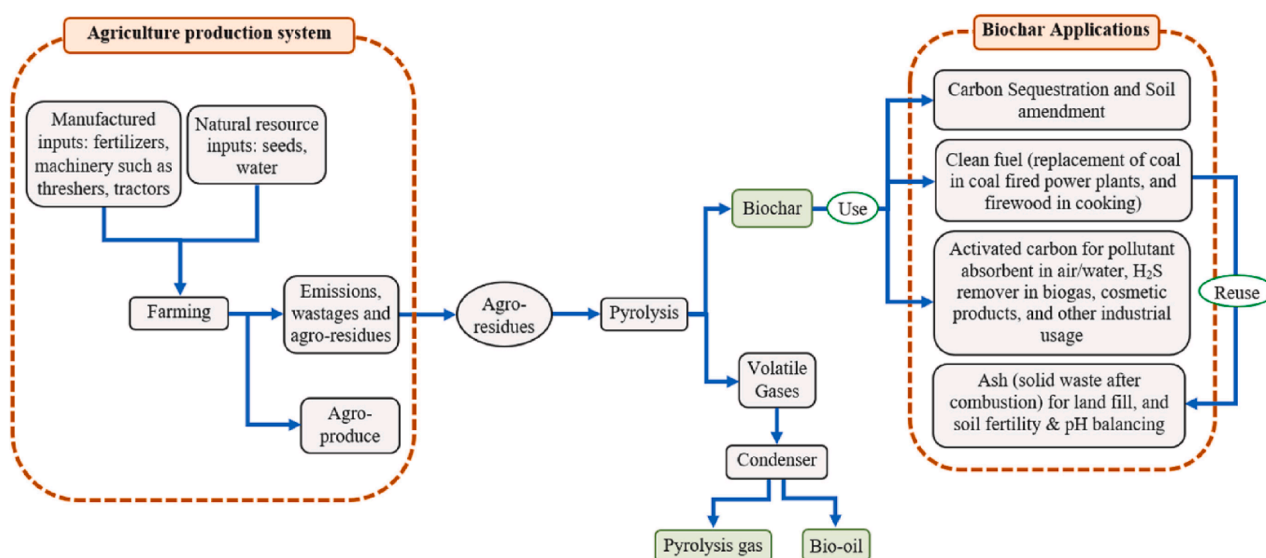 Agriculture production system
Manufactured
inputs: fertilizers,
machinery such as
threshers, tractors
Natural resource
inputs: seeds,
water
Farming
Emissions,
wastages and
agro-residues
Agro-
produce
Agro-
residues
Pyrolysis
Biochar
Use
Volatile
Gases
Condenser
Pyrolysis gas
Bio-oil
Biochar Applications
Carbon Sequestration and Soil
amendment
Clean fuel (replacement of coal
in coal fired power plants, and
firewood in cooking)
Activated carbon for pollutant
absorbent in air/water, H₂S
remover in biogas, cosmetic
products, and other industrial
usage
Reuse
Ash (solid waste after
combustion) for land fill, and
soil fertility & pH balancing